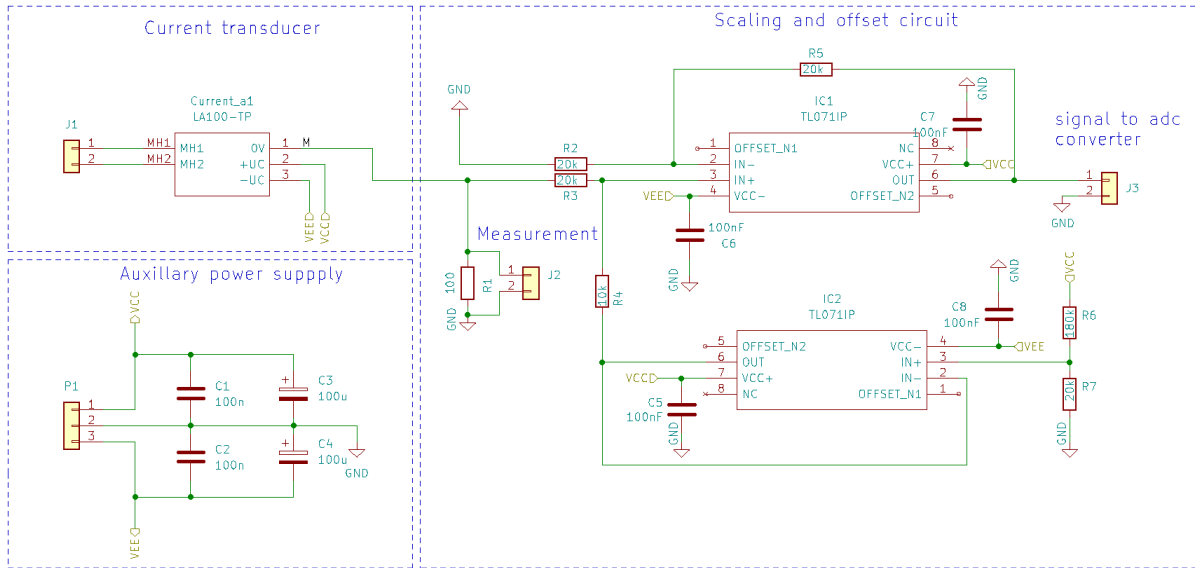 Current transducer
Current_a1
LA100-TP
J1
1
2
MH1
MH2
MH1
MH2
0V
+UC
-UC
1
2
3
M
VEE
VCC
Auxillary power suppply
VCC
P1
1
2
3
C1
100n
C2
100n
+
C3
100u
+
C4
100u
GND
VEE
Scaling and offset circuit
R5
20k
GND
R2
20k
20k
R3
IC1
TL071IP
1
2
3
4
OFFSET_N1
IN-
IN+
VCC-
NC
VCC+
OUT
OFFSET_N2
8
7
6
5
C7
100nF
GND
VCC
VEE
100nF
C6
GND
signal to adc
converter
1
2
J3
GND
Measurement
100
R1
GND
1
2
J2
10k
R4
IC2
TL071IP
5
6
7
8
OFFSET_N2
OUT
VCC+
NC
VCC-
IN+
IN-
OFFSET_N1
4
3
2
1
VCC
C5
100nF
GND
C8
100nF
GND
VEE
VCC
180k
R6
20k
R7
GND